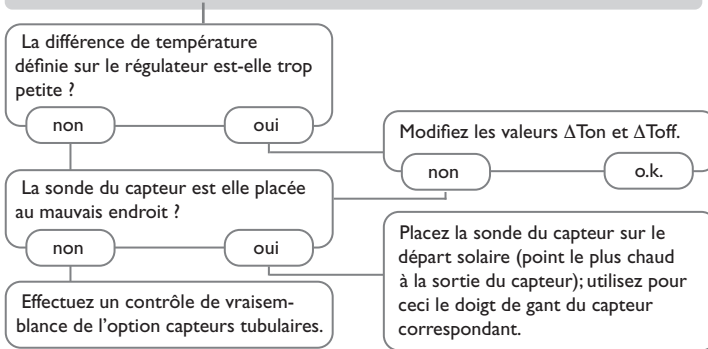 La différence de température
définie sur le régulateur est-elle trop
petite ?
non
oui
Modifiez les valeurs ΔTon et ΔToff.
non
o.k.
La sonde du capteur est elle placée
au mauvais endroit ?
non
oui
Placez la sonde du capteur sur le
départ solaire (point le plus chaud
à la sortie du capteur); utilisez pour
ceci le doigt de gant du capteur
correspondant.
Effectuez un contrôle de vraisem-
blance de l'option capteurs tubulaires.